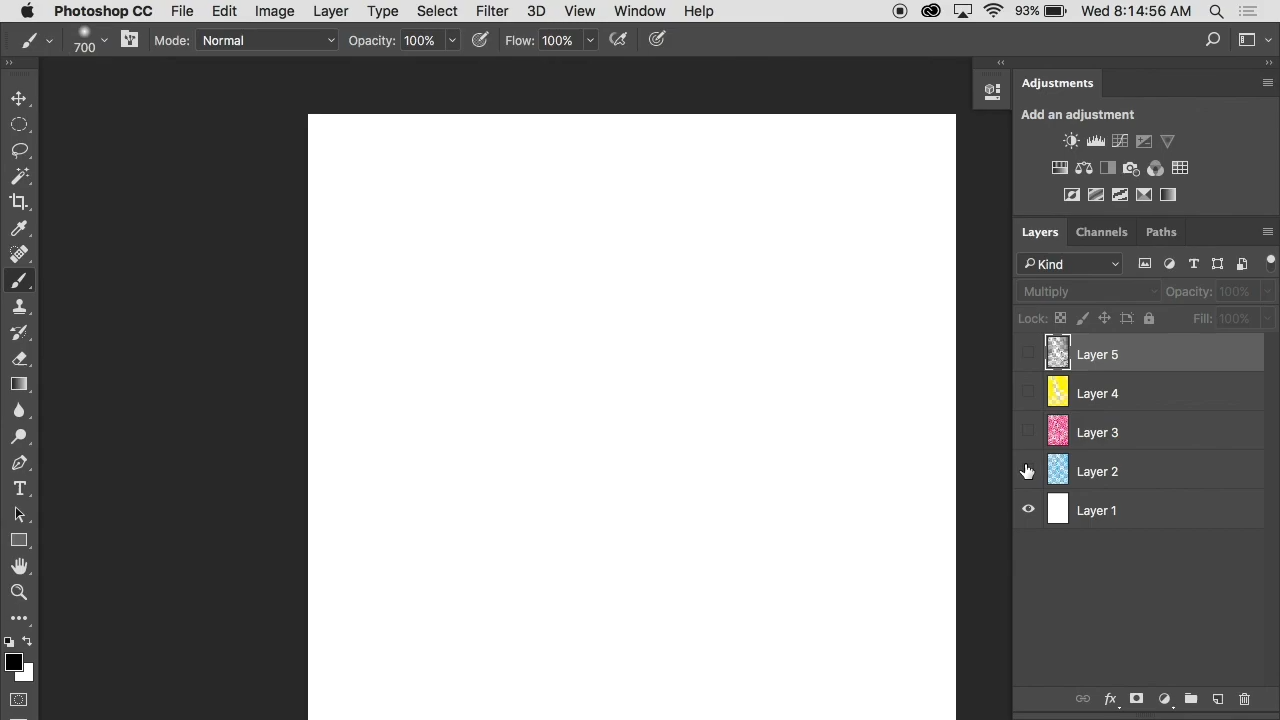 Photoshop CC File Edit Image Layer Type Select Filter 3D View Window Help 93% Wed 8:14:56 AM
700 Mode: Normal Opacity: 100% Flow: 100%
Adjustments
Add an adjustment
Layers Channels Paths
Kind
Multiply Opacity: 100%
Lock: Fill: 100%
Layer 5
Layer 4
Layer 3
Layer 2
Layer 1
fx